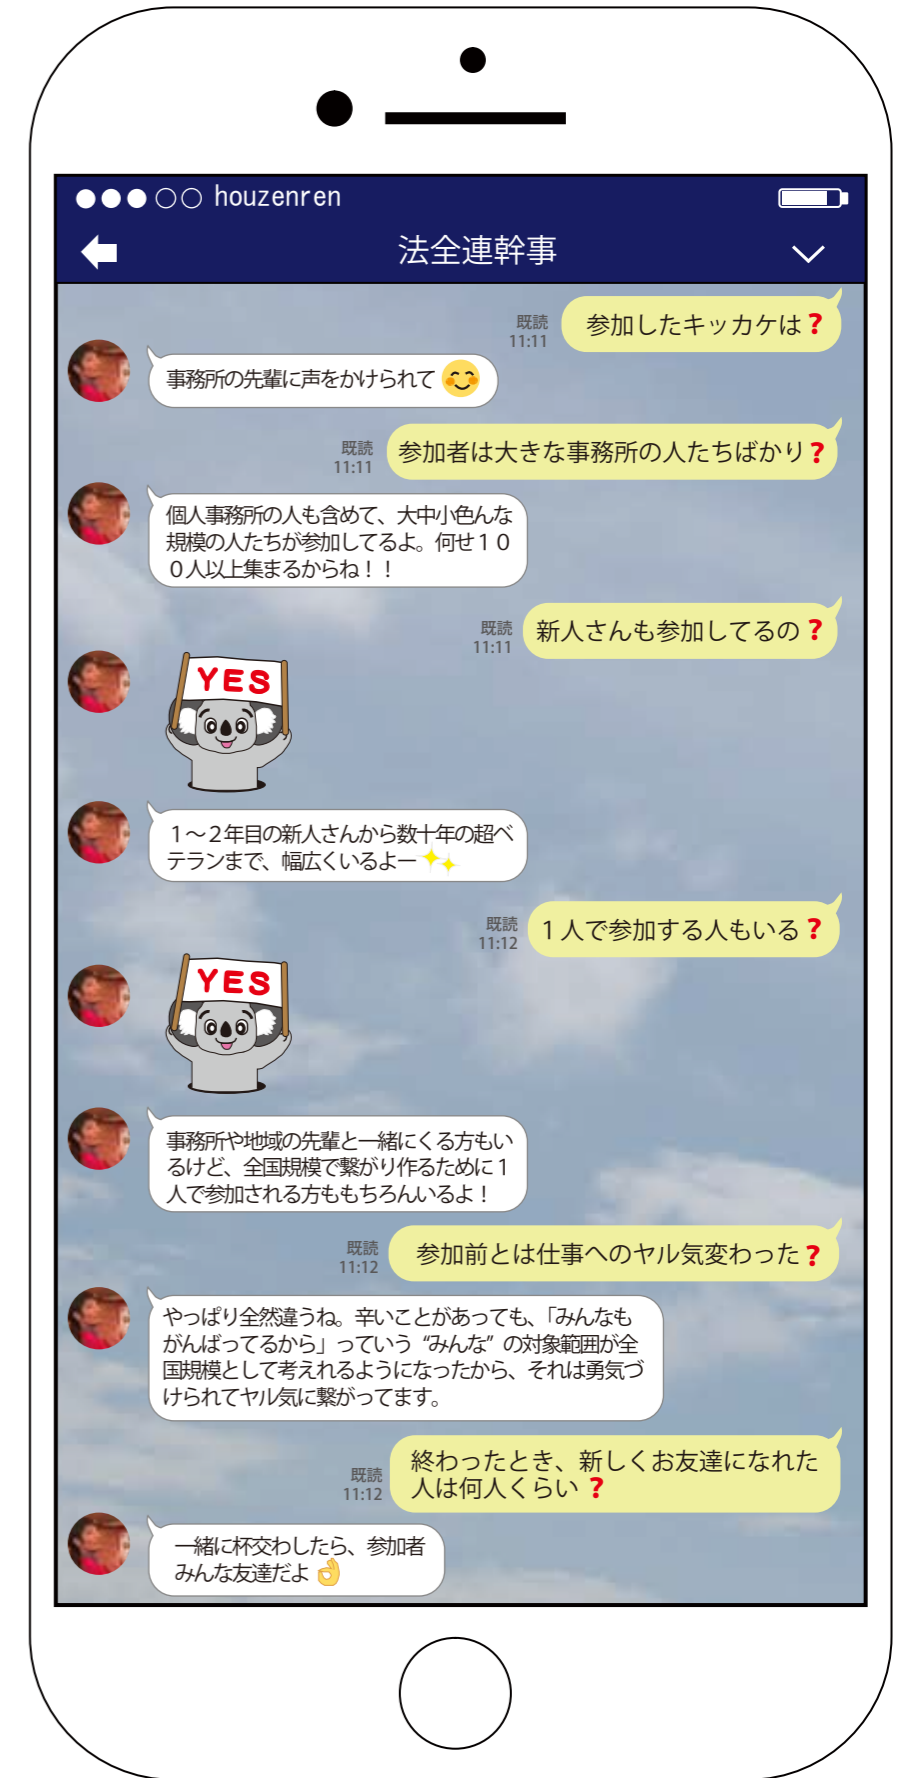 houzenren
法全連幹事
参加したキッカケは？
既読
11:11
事務所の先輩に声をかけられて
参加者は大きな事務所の人たちばかり？
既読
11:11
個人事務所の人も含めて、大中小色んな
規模の人たちが参加してるよ。何せ１０
０人以上集まるからね！！
新人さんも参加してるの？
既読
11:11
YES
１～２年目の新人さんから数十年の超ベ
テランまで、幅広くいるよー
１人で参加する人もいる？
既読
11:12
YES
事務所や地域の先輩と一緒にくる方もい
るけど、全国規模で繋がり作るために１
人で参加される方ももちろんいるよ！
参加前とは仕事へのヤル気変わった？
既読
11:12
やっぱり全然違うね。辛いことがあっても、「みんなも
がんばってるから」っていう“みんな”の対象範囲が全
国規模として考えれるようになったから、それは勇気づ
けられてヤル気に繋がってます。
終わったとき、新しくお友達になれた
人は何人くらい？
既読
11:12
一緒に杯交わしたら、参加者
みんな友達だよ